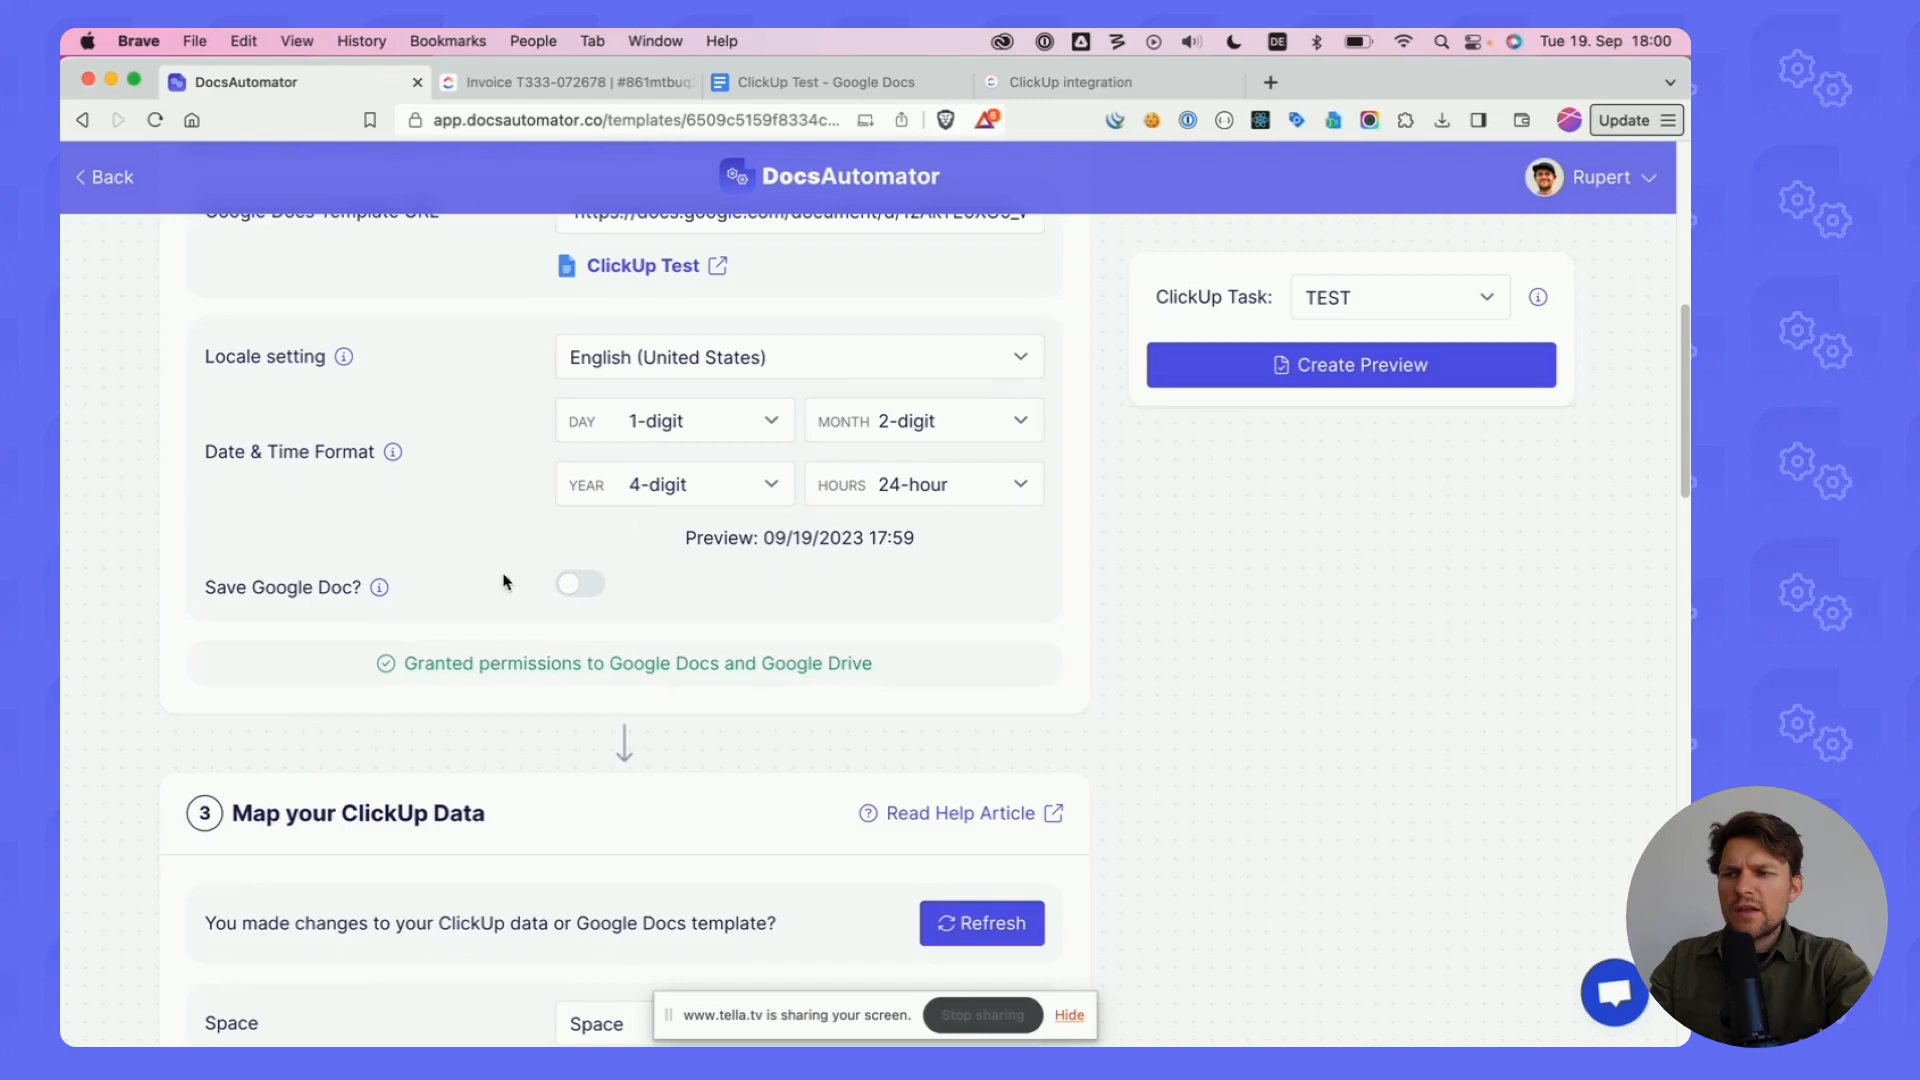 Brave File Edit View History Bookmarks People Tab Window Help DE Tue 19. Sep 18:00
DocsAutomator Invoice T333-072678 | #861mtbuq ClickUp Test - Google Docs ClickUp integration
app.docsautomator.co/templates/6509c5159f8334c... Update
Back DocsAutomator Rupert
Google Docs Template URL
ClickUp Test
ClickUp Task: TEST
Create Preview
Locale setting English (United States)
DAY 1-digit MONTH 2-digit
Date & Time Format
YEAR 4-digit HOURS 24-hour
Preview: 09/19/2023 17:59
Save Google Doc?
Granted permissions to Google Docs and Google Drive
3 Map your ClickUp Data Read Help Article
You made changes to your ClickUp data or Google Docs template? Refresh
Space Space
www.tella.tv is sharing your screen. Stop sharing Hide